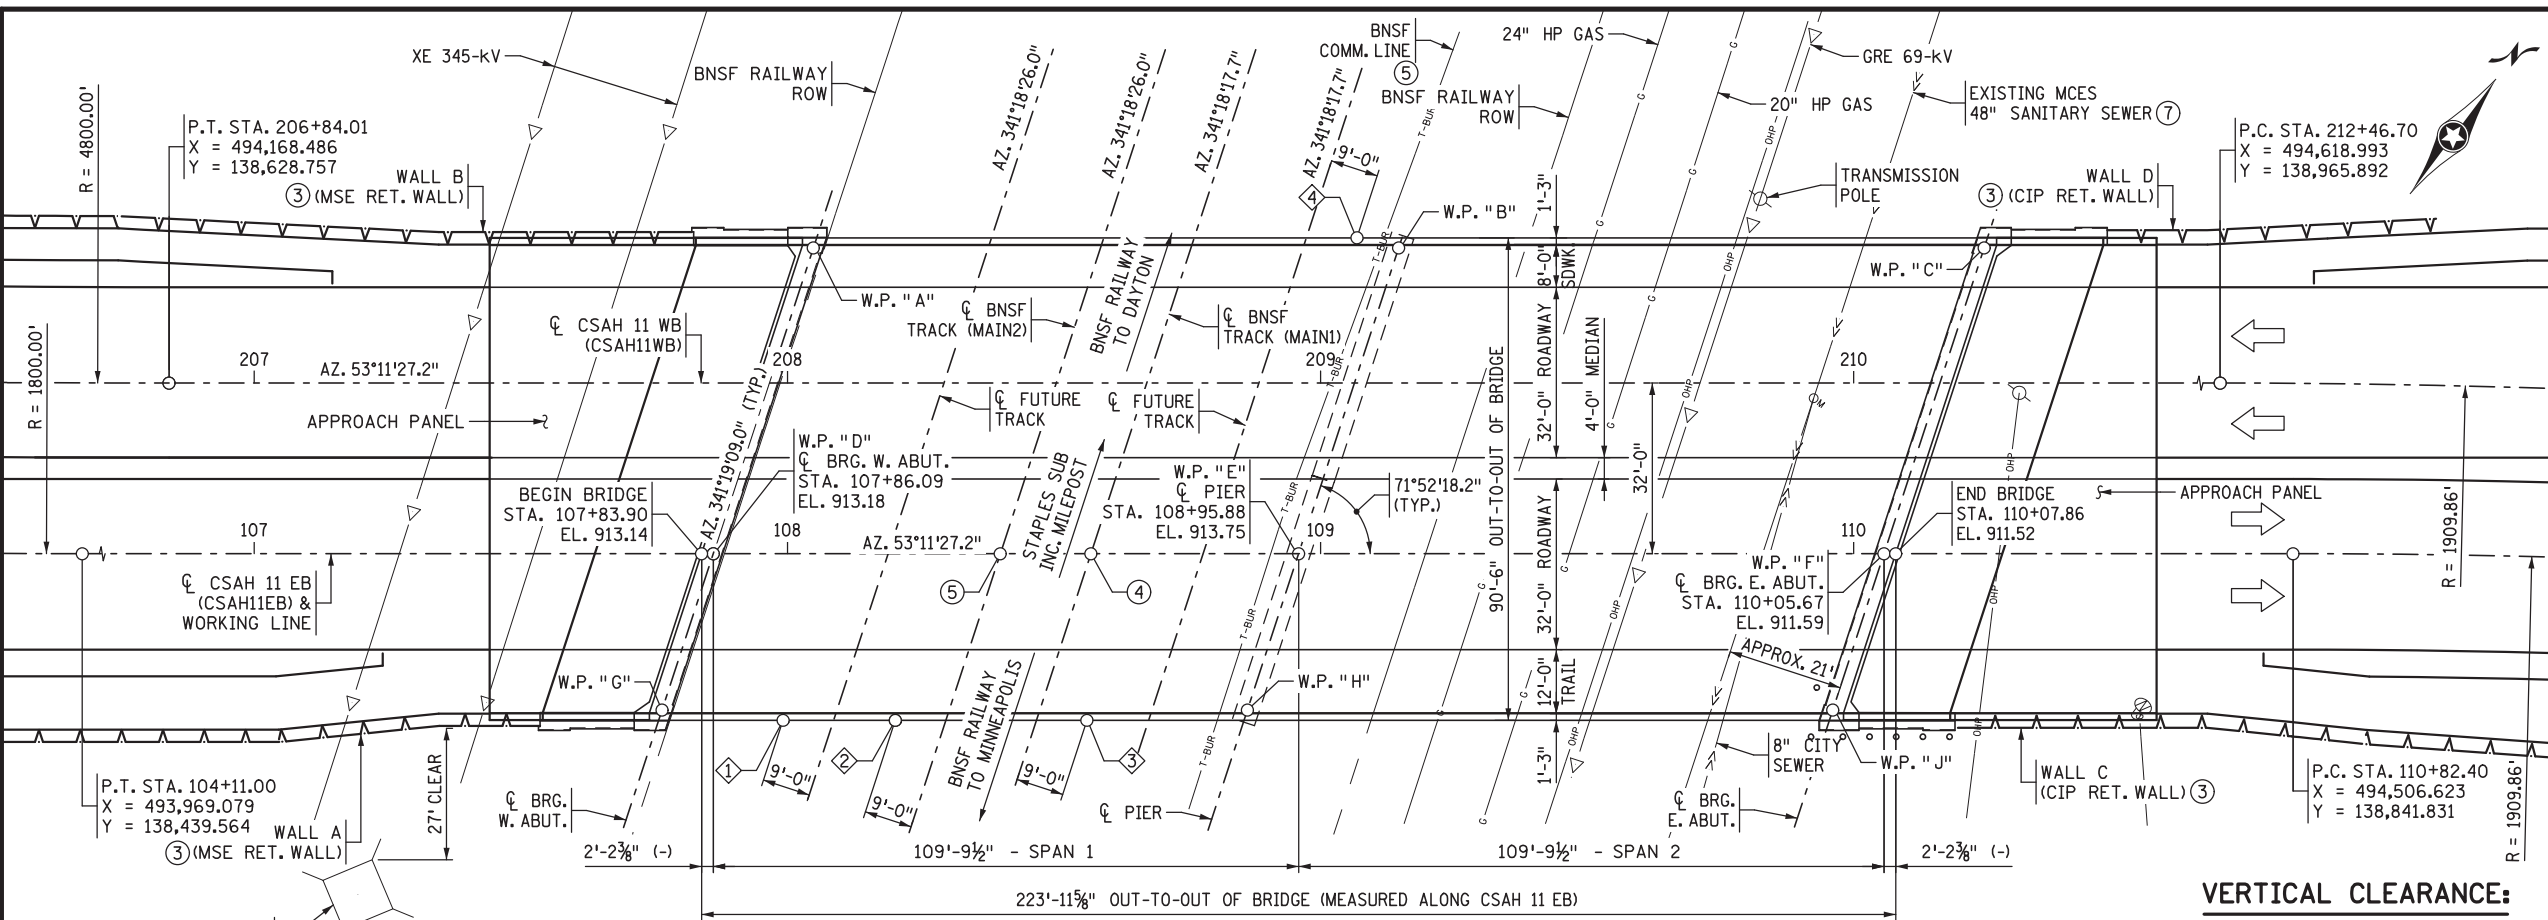 XE 345-kV
BNSF RAILWAY
ROW
R = 4800.00'
P.T. STA. 206+84.01
X = 494,168.486
Y = 138,628.757
WALL B
3 (MSE RET. WALL)
AZ. 341°18'26.0"
AZ. 341°18'26.0"
AZ. 341°18'17.7"
AZ. 341°18'17.7"
BNSF
COMM. LINE
5
BNSF RAILWAY
ROW
24" HP GAS
20" HP GAS
GRE 69-kV
EXISTING MCES
48" SANITARY SEWER 7
TRANSMISSION
POLE
WALL D
3 (CIP RET. WALL)
P.C. STA. 212+46.70
X = 494,618.993
Y = 138,965.892
N
9'-0"
4
W.P. "B"
1'-3"
8'-0"
SDWK.
W.P. "C"
W.P. "A"
R = 1800.00'
207
AZ. 53°11'27.2"
℄ CSAH 11 WB
(CSAH11WB)
208
℄ BNSF
TRACK (MAIN2)
BNSF RAILWAY
TO DAYTON
℄ BNSF
TRACK (MAIN1)
209
210
APPROACH PANEL
℄ FUTURE
TRACK
℄ FUTURE
TRACK
90'-6" OUT-TO-OUT OF BRIDGE
32'-0" ROADWAY
4'-0" MEDIAN
32'-0"
AZ. 341°19'09.0" (TYP.)
W.P. "D"
℄ BRG. W. ABUT.
STA. 107+86.09
EL. 913.18
BEGIN BRIDGE
STA. 107+83.90
EL. 913.14
STAPLES SUB
INC. MILEPOST
W.P. "E"
℄ PIER
STA. 108+95.88
EL. 913.75
71°52'18.2"
(TYP.)
END BRIDGE
STA. 110+07.86
EL. 911.52
APPROACH PANEL
R = 1909.86'
107
108
AZ. 53°11'27.2"
109
110
℄ CSAH 11 EB
(CSAH11EB) &
WORKING LINE
5
4
32'-0" ROADWAY
W.P. "F"
℄ BRG. E. ABUT.
STA. 110+05.67
EL. 911.59
APPROX. 21'
W.P. "G"
W.P. "H"
12'-0"
TRAIL
1'-3"
BNSF RAILWAY
TO MINNEAPOLIS
1
2
3
9'-0"
9'-0"
9'-0"
8" CITY
SEWER
W.P. "J"
P.T. STA. 104+11.00
X = 493,969.079
Y = 138,439.564
WALL A
3 (MSE RET. WALL)
27' CLEAR
℄ BRG.
W. ABUT.
℄ PIER
℄ BRG.
E. ABUT.
WALL C
(CIP RET. WALL) 3
P.C. STA. 110+82.40
X = 494,506.623
Y = 138,841.831
R = 1909.86'
T-BUR
T-BUR
T-BUR
T-BUR
T-BUR
T-BUR
G
G
G
G
G
G
G
G
G
G
G
OHP
OHP
OHP
OHP
OHP
OHP
OHP
OHP
OHP
M
2'-2⅜" (-)
109'-9½" - SPAN 1
109'-9½" - SPAN 2
2'-2⅜" (-)
223'-11⅝" OUT-TO-OUT OF BRIDGE (MEASURED ALONG CSAH 11 EB)
VERTICAL CLEARANCE: